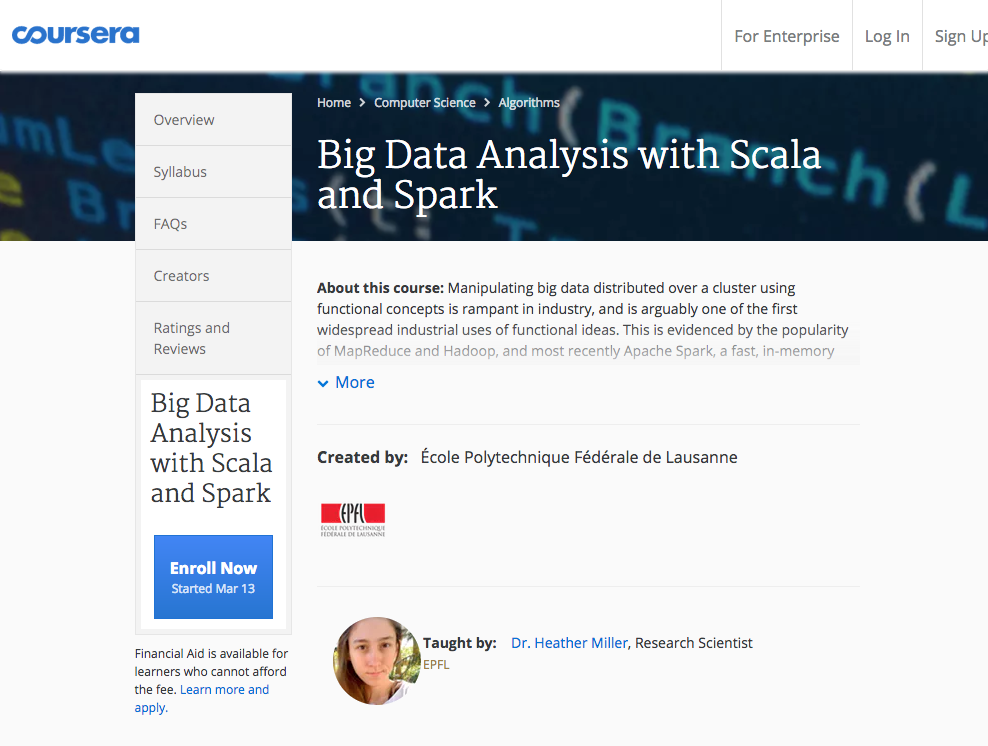 coursera
For Enterprise
Log In
Sign Up
Home > Computer Science > Algorithms
Big Data Analysis with Scala
and Spark
Overview
Syllabus
FAQs
Creators
Ratings and
Reviews
Big Data
Analysis
with Scala
and Spark
Enroll Now
Started Mar 13
Financial Aid is available for
learners who cannot afford
the fee. Learn more and
apply.
About this course: Manipulating big data distributed over a cluster using
functional concepts is rampant in industry, and is arguably one of the first
widespread industrial uses of functional ideas. This is evidenced by the popularity
of MapReduce and Hadoop, and most recently Apache Spark, a fast, in-memory
More
Created by: École Polytechnique Fédérale de Lausanne
EPFL
ÉCOLE POLYTECHNIQUE
FÉDÉRALE DE LAUSANNE
Taught by: Dr. Heather Miller, Research Scientist
EPFL